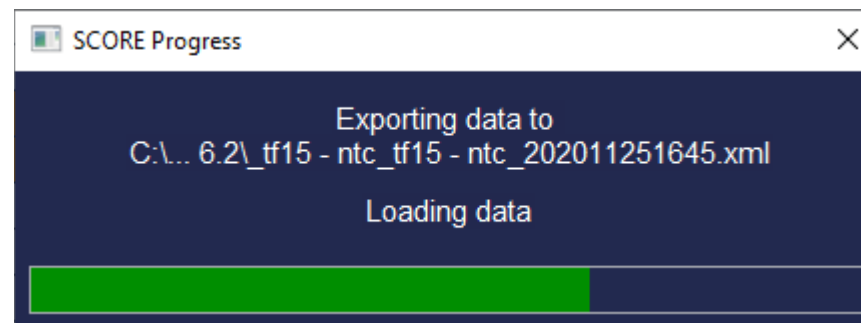 SCORE Progress
Exporting data to
C:\... 6.2\_tf15 - ntc_tf15 - ntc_202011251645.xml
Loading data